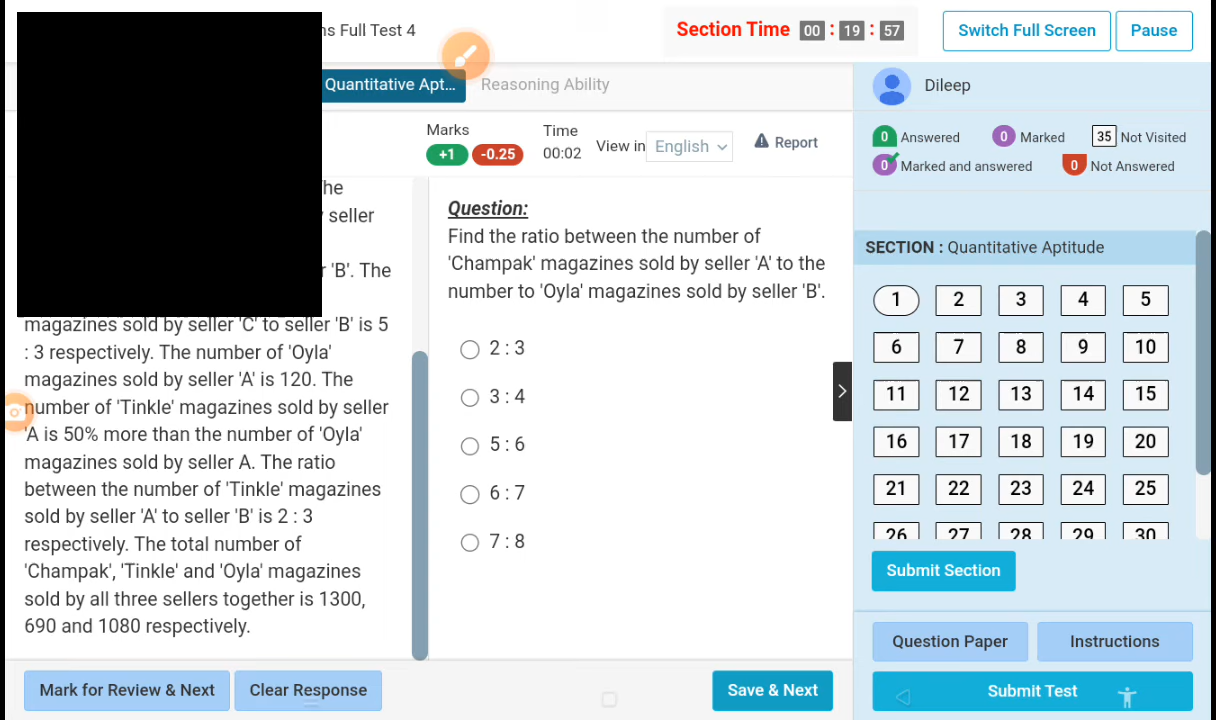 ns Full Test 4
Section Time 00 : 19 : 57
Switch Full Screen
Pause
Quantitative Apt...
Reasoning Ability
Dileep
Marks
+1 -0.25
Time
00:02
View in English
Report
0 Answered
0 Marked
35 Not Visited
0 Marked and answered
0 Not Answered
seller
'B'. The
magazines sold by seller 'C' to seller 'B' is 5
: 3 respectively. The number of 'Oyla'
magazines sold by seller 'A' is 120. The
number of 'Tinkle' magazines sold by seller
'A is 50% more than the number of 'Oyla'
magazines sold by seller A. The ratio
between the number of 'Tinkle' magazines
sold by seller 'A' to seller 'B' is 2 : 3
respectively. The total number of
'Champak', 'Tinkle' and 'Oyla' magazines
sold by all three sellers together is 1300,
690 and 1080 respectively.
Question:
Find the ratio between the number of
'Champak' magazines sold by seller 'A' to the
number to 'Oyla' magazines sold by seller 'B'.
2 : 3
3 : 4
5 : 6
6 : 7
7 : 8
SECTION : Quantitative Aptitude
1 2 3 4 5
6 7 8 9 10
11 12 13 14 15
16 17 18 19 20
21 22 23 24 25
26 27 28 29 30
Submit Section
Question Paper
Instructions
Mark for Review & Next
Clear Response
Save & Next
Submit Test